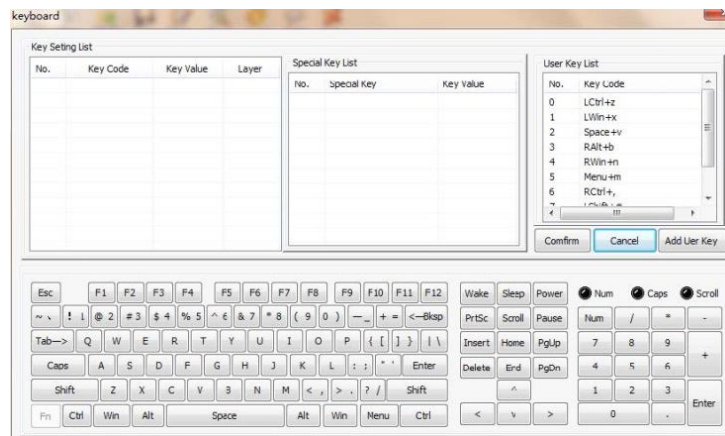 keyboard
Key Seting List
Special Key List
User Key List
No. Key Code Key Value Layer
No. Special Key Key Value
No. Key Code
0 LCtrl+z
1 LWin+x
2 Space+v
3 RAlt+b
4 RWin+n
5 Menu+m
6 RCtrl+,
Comfirm Cancel Add Uer Key
Esc F1 F2 F3 F4 F5 F6 F7 F8 F9 F10 F11 F12 Wake Sleep Power Num Caps Scroll
~ ` ! 1 @ 2 # 3 $ 4 % 5 ^ 6 & 7 * 8 ( 9 0 ) — _ + = <—Bksp PrtSc Scroll Pause Num / * -
Tab—> Q W E R T Y U I O P { [ ] } | \ Insert Home PgUp 7 8 9 +
Caps A S D F G H J K L : ; " ' Enter Delete End PgDn 4 5 6
Shift Z X C V B N M < , > . ? / Shift ^ 1 2 3 Enter
Fn Ctrl Win Alt Space Alt Win Menu Ctrl < v > 0 .